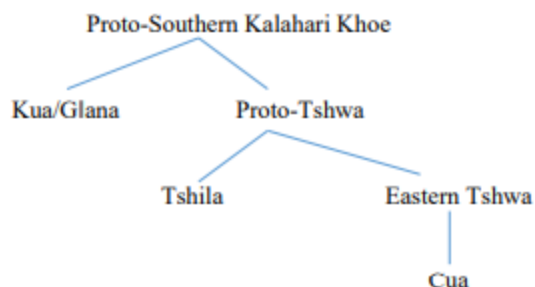 Proto-Southern Kalahari Khoe
Kua/Glana Proto-Tshwa
Tshila Eastern Tshwa
Cua